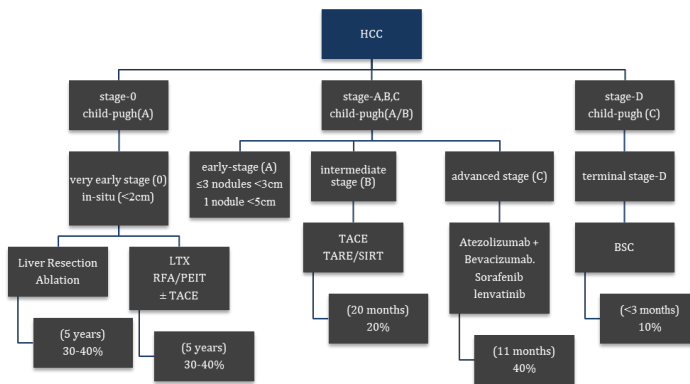 HCC
stage-0
child-pugh(A)
stage-A,B,C
child-pugh(A/B)
stage-D
child-pugh (C)
very early stage (0)
in-situ (<2cm)
early-stage (A)
≤3 nodules <3cm
1 nodule <5cm
intermediate
stage (B)
advanced stage (C)
terminal stage-D
Liver Resection
Ablation
LTX
RFA/PEIT
± TACE
TACE
TARE/SIRT
Atezolizumab +
Bevacizumab.
Sorafenib
lenvatinib
BSC
(5 years)
30-40%
(5 years)
30-40%
(20 months)
20%
(11 months)
40%
(<3 months)
10%